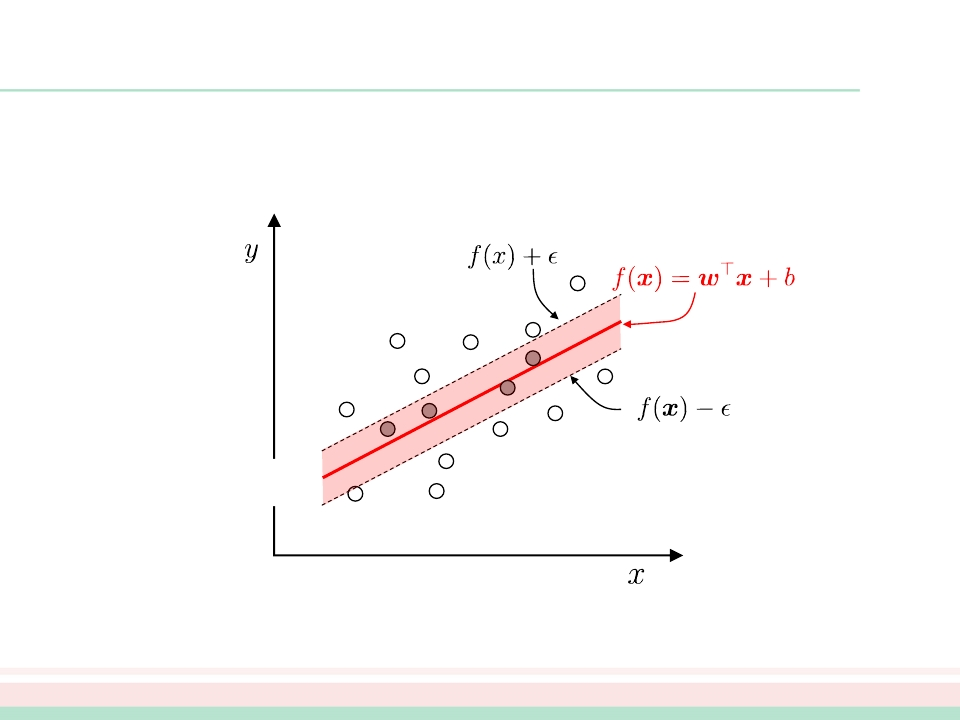 y
f(x) + ϵ
f(𝒙) = 𝒘⊤𝒙 + b
f(𝒙) − ϵ
x